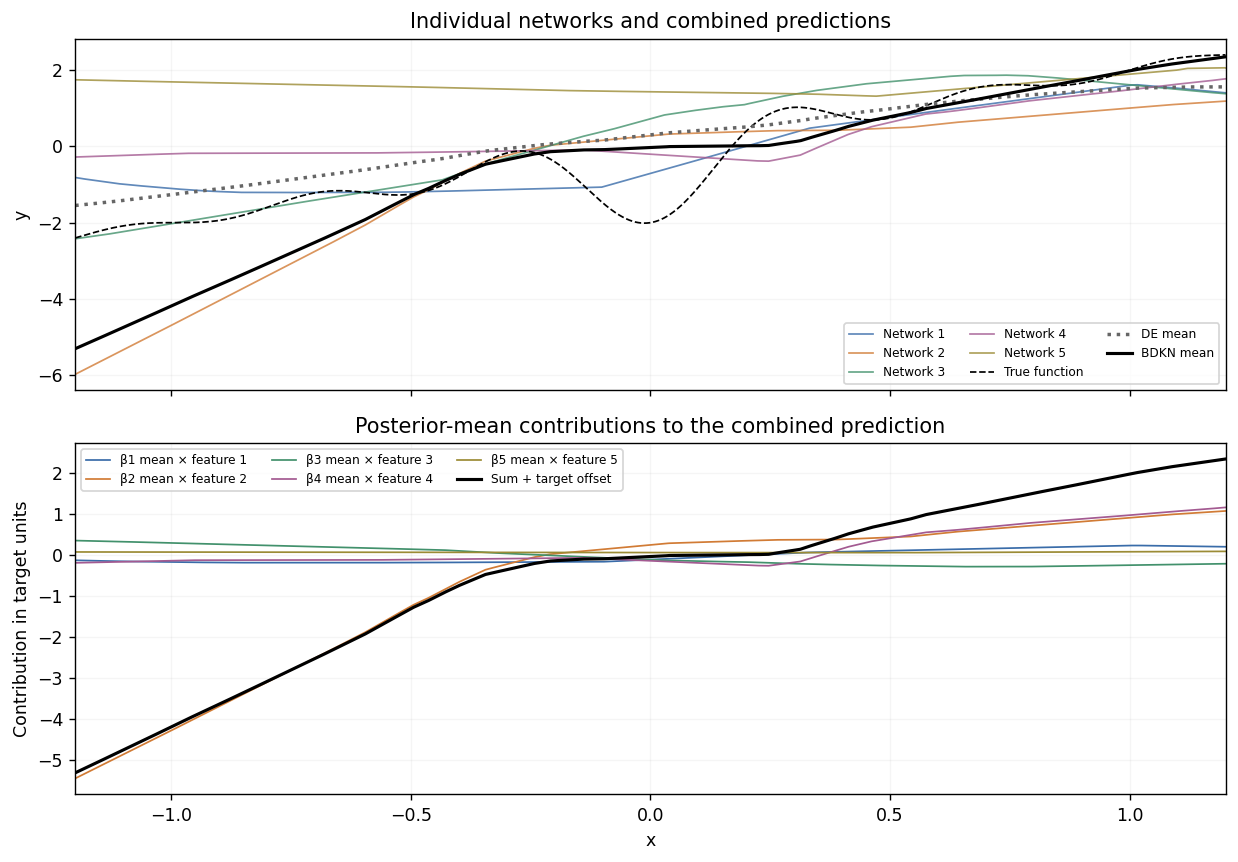 Individual networks and combined predictions
y
2
0
−2
−4
−6
Network 1
Network 2
Network 3
Network 4
Network 5
True function
DE mean
BDKN mean
Posterior-mean contributions to the combined prediction
Contribution in target units
2
1
0
−1
−2
−3
−4
−5
β1 mean × feature 1
β2 mean × feature 2
β3 mean × feature 3
β4 mean × feature 4
β5 mean × feature 5
Sum + target offset
−1.0
−0.5
0.0
0.5
1.0
x